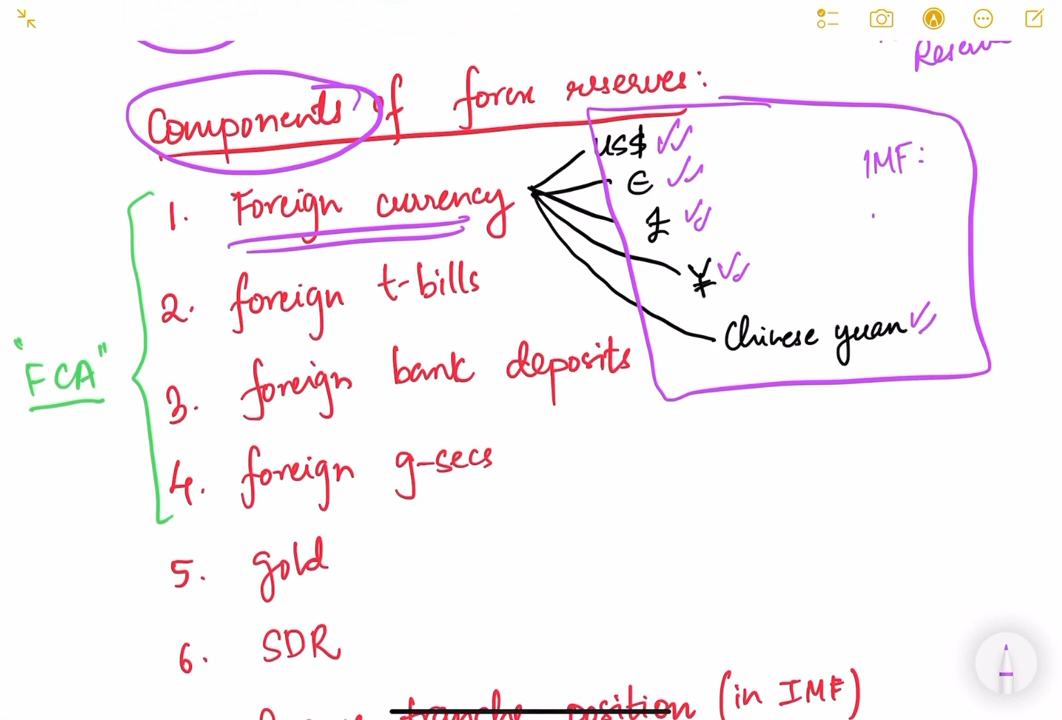 Components of forex reserves:
US$
€
£
¥
Chinese yuan
IMF:
1. Foreign currency
2. foreign t-bills
3. foreign bank deposits
4. foreign g-secs
"FCA"
5. gold
6. SDR
tranche position (in IMF)